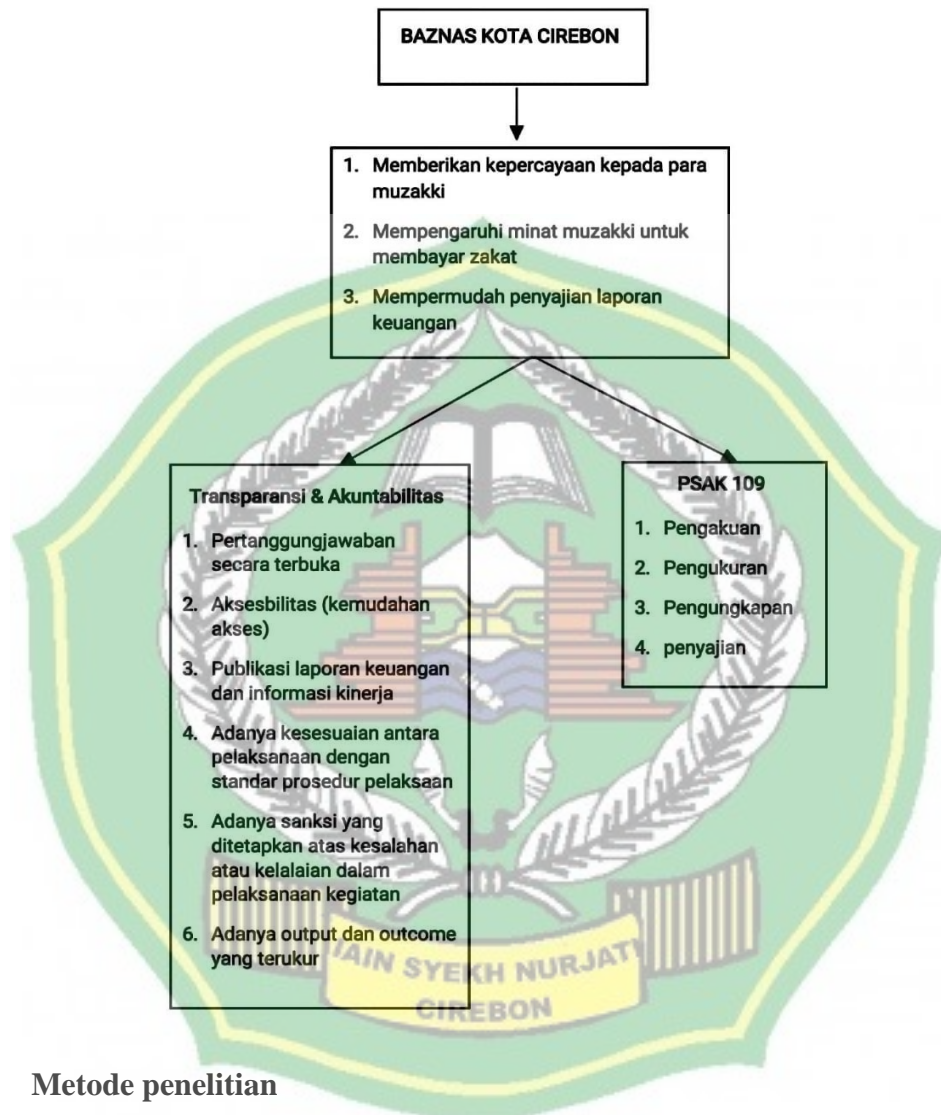 BAZNAS KOTA CIREBON
1. Memberikan kepercayaan kepada para
muzakki
2. Mempengaruhi minat muzakki untuk
membayar zakat
3. Mempermudah penyajian laporan
keuangan
Transparansi & Akuntabilitas
1. Pertanggungjawaban
secara terbuka
2. Aksesbilitas (kemudahan
akses)
3. Publikasi laporan keuangan
dan informasi kinerja
4. Adanya kesesuaian antara
pelaksanaan dengan
standar prosedur pelaksaan
5. Adanya sanksi yang
ditetapkan atas kesalahan
atau kelalaian dalam
pelaksanaan kegiatan
6. Adanya output dan outcome
yang terukur
PSAK 109
1. Pengakuan
2. Pengukuran
3. Pengungkapan
4. penyajian
IAIN SYEKH NURJATI
CIREBON
Metode penelitian